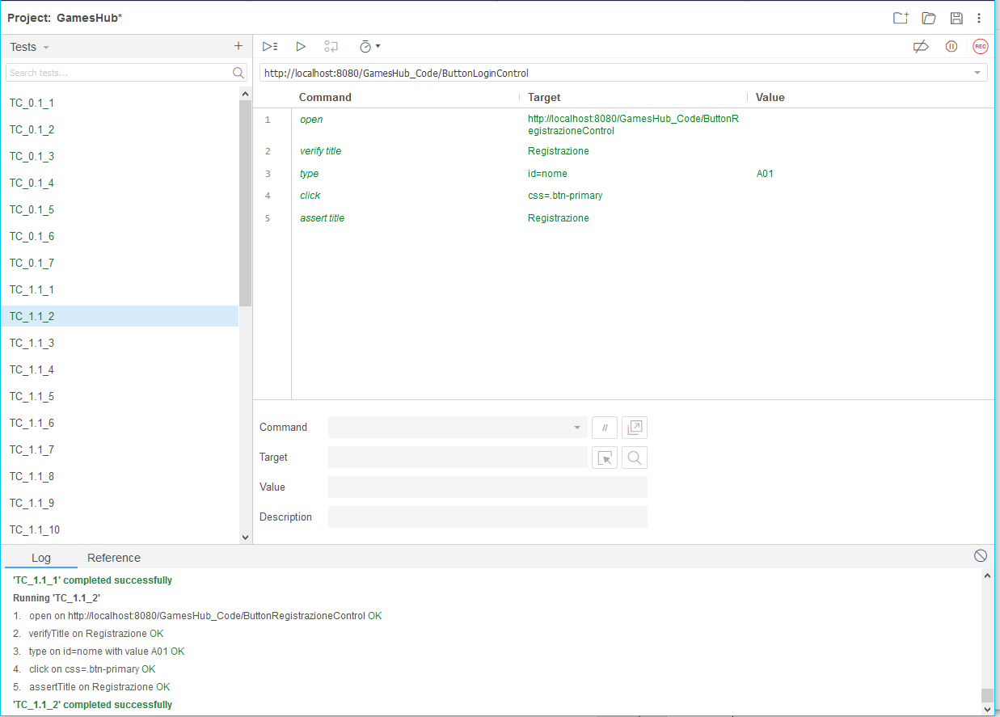 Project: GamesHub*
Tests
Search tests...
TC_0.1_1
TC_0.1_2
TC_0.1_3
TC_0.1_4
TC_0.1_5
TC_0.1_6
TC_0.1_7
TC_1.1_1
TC_1.1_2
TC_1.1_3
TC_1.1_4
TC_1.1_5
TC_1.1_6
TC_1.1_7
TC_1.1_8
TC_1.1_9
TC_1.1_10
REC
http://localhost:8080/GamesHub_Code/ButtonLoginControl
Command Target Value
1 open http://localhost:8080/GamesHub_Code/ButtonR
egistrazioneControl
2 verify title Registrazione
3 type id=nome A01
4 click css=.btn-primary
5 assert title Registrazione
Command //
Target
Value
Description
Log Reference
'TC_1.1_1' completed successfully
Running 'TC_1.1_2'
1. open on http://localhost:8080/GamesHub_Code/ButtonRegistrazioneControl OK
2. verifyTitle on Registrazione OK
3. type on id=nome with value A01 OK
4. click on css=.btn-primary OK
5. assertTitle on Registrazione OK
'TC_1.1_2' completed successfully